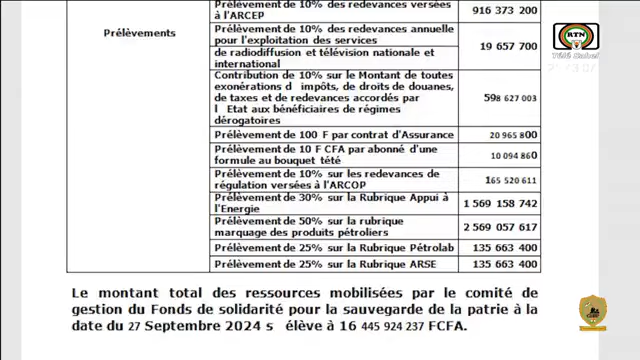 Prélèvement de 10% des redevances versées
à l'ARCEP
916 373 200
Prélèvements
Prélèvement de 10% des redevances annuelle
pour l'exploitation des services
de radiodiffusion et télévision nationale et
international
19 657 700
Contribution de 10% sur le Montant de toutes
exonérations d impôts, de droits de douanes,
de taxes et de redevances accordés par
l Etat aux bénéficiaires de régimes
dérogatoires
598 627 003
Prélèvement de 100 F par contrat d'Assurance
20 965 800
Prélèvement de 10 F CFA par abonné d'une
formule au bouquet tété
10 094 860
Prélèvement de 10% sur les redevances de
régulation versées à l'ARCOP
165 520 611
Prélèvement de 30% sur la Rubrique Appui à
l'Energie
1 569 158 742
Prélèvement de 50% sur la rubrique
marquage des produits pétroliers
2 569 057 617
Prélèvement de 25% sur la Rubrique Pétrolab
135 663 400
Prélèvement de 25% sur la Rubrique ARSE
135 663 400
Le montant total des ressources mobilisées par le comité de
gestion du Fonds de solidarité pour la sauvegarde de la patrie à la
date du 27 Septembre 2024 s élève à 16 445 924 237 FCFA.
RTN
Télé Sahel